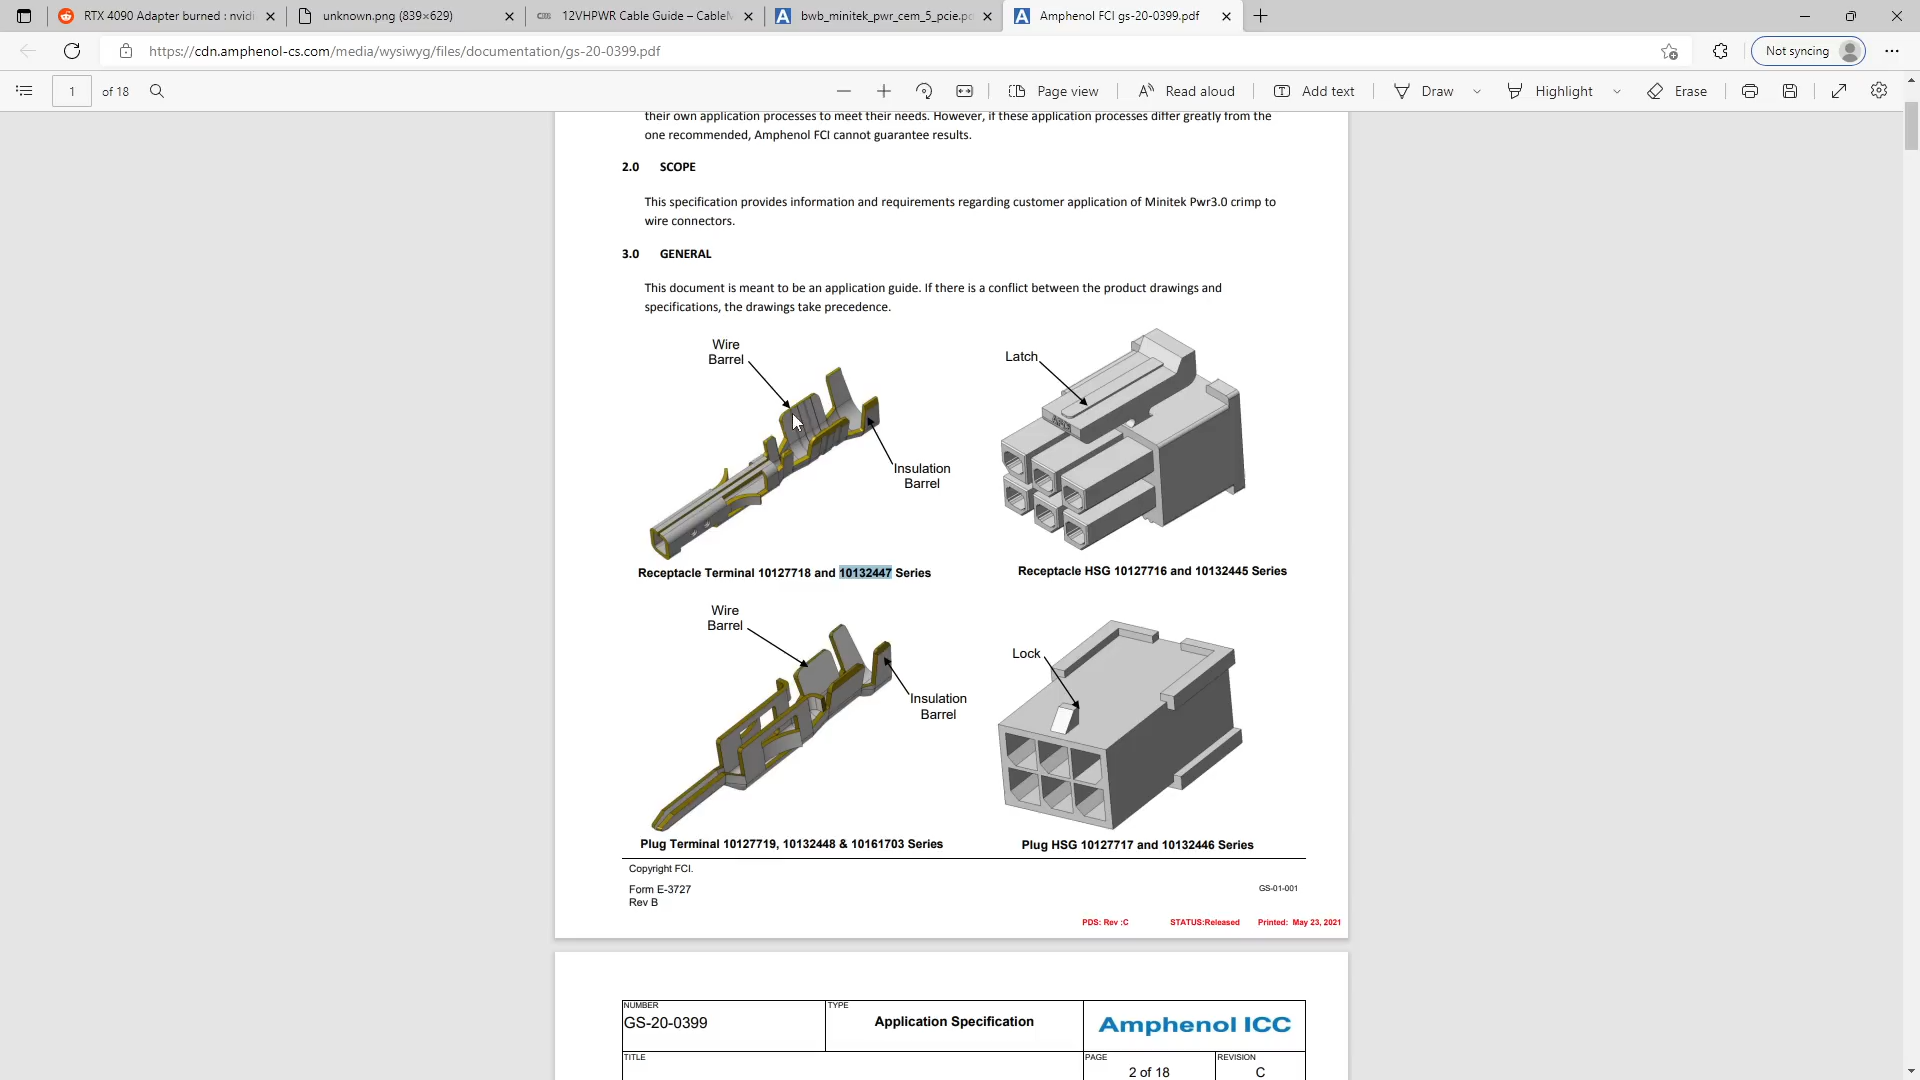 RTX 4090 Adapter burned : nvidi
unknown.png (839×629)
12VHPWR Cable Guide – CableM
bwb_minitek_pwr_cem_5_pcie.pd
Amphenol FCI gs-20-0399.pdf
https://cdn.amphenol-cs.com/media/wysiwyg/files/documentation/gs-20-0399.pdf
Not syncing
1 of 18
Page view
Read aloud
Add text
Draw
Highlight
Erase
their own application processes to meet their needs. However, if these application processes differ greatly from the
one recommended, Amphenol FCI cannot guarantee results.
2.0 SCOPE
This specification provides information and requirements regarding customer application of Minitek Pwr3.0 crimp to
wire connectors.
3.0 GENERAL
This document is meant to be an application guide. If there is a conflict between the product drawings and
specifications, the drawings take precedence.
Wire
Barrel
Insulation
Barrel
Latch
Receptacle Terminal 10127718 and 10132447 Series
Receptacle HSG 10127716 and 10132445 Series
Wire
Barrel
Insulation
Barrel
Lock
Plug Terminal 10127719, 10132448 & 10161703 Series
Plug HSG 10127717 and 10132446 Series
Copyright FCI.
Form E-3727
Rev B
GS-01-001
PDS: Rev :C STATUS:Released Printed: May 23, 2021
NUMBER
GS-20-0399
TYPE
Application Specification
Amphenol ICC
TITLE
PAGE
2 of 18
REVISION
C